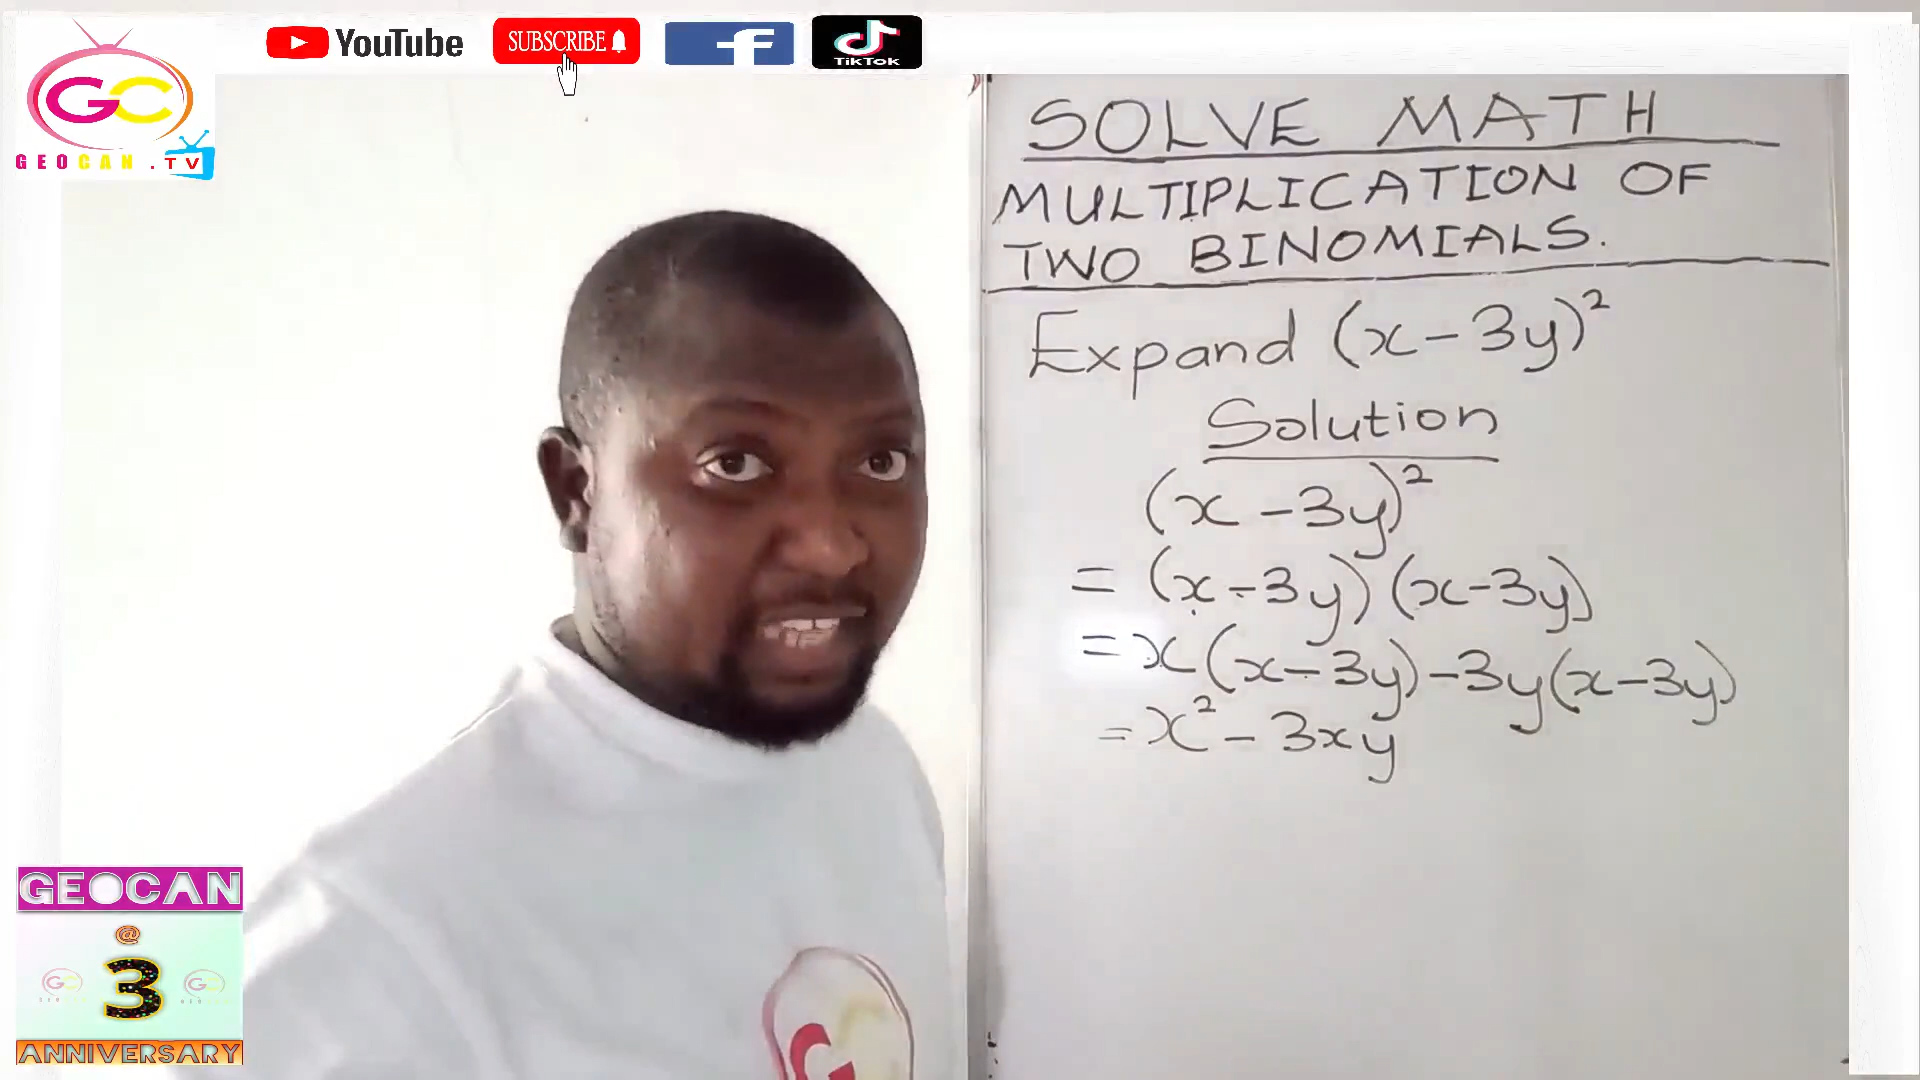 YouTube SUBSCRIBE f TikTok
GC
GEOCAN.TV
SOLVE MATH
MULTIPLICATION OF
TWO BINOMIALS.
Expand (x-3y)²
Solution
(x-3y)²
= (x-3y)(x-3y)
= x(x-3y)-3y(x-3y)
= x² - 3xy
GEOCAN
@
3
ANNIVERSARY